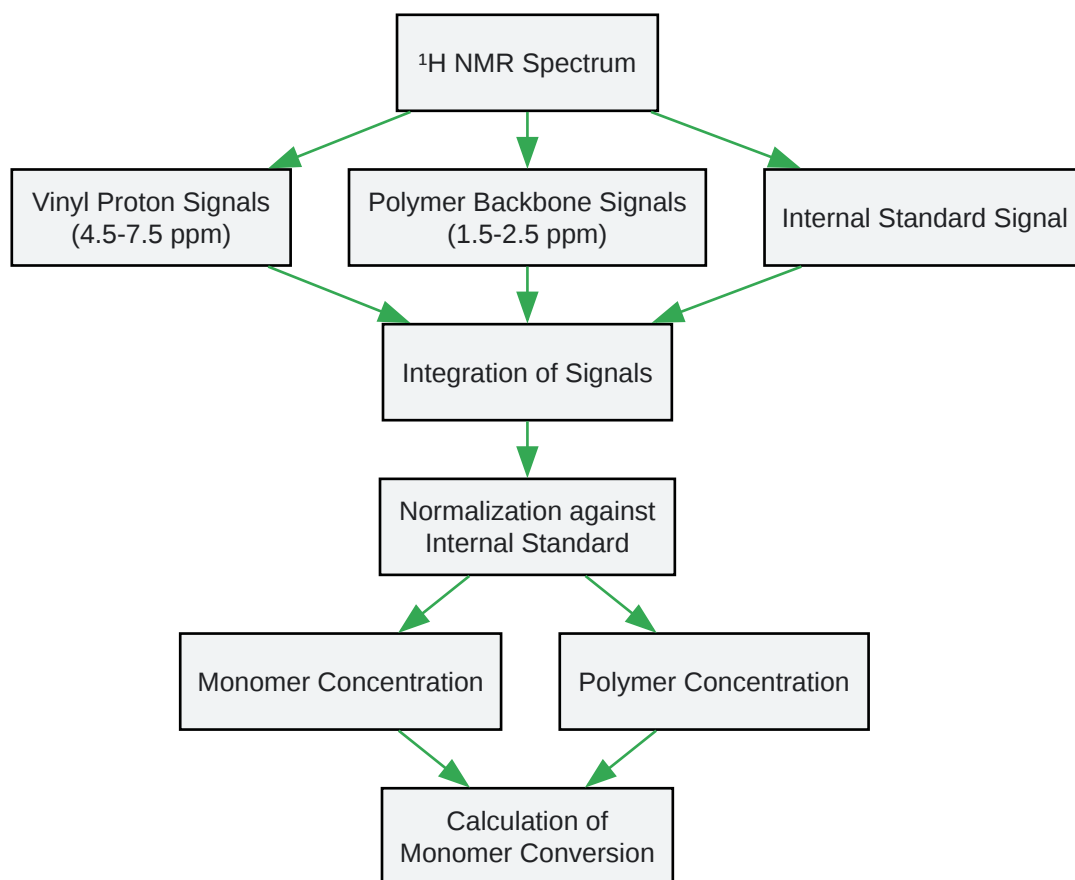 ¹H NMR Spectrum
Vinyl Proton Signals
(4.5-7.5 ppm)
Polymer Backbone Signals
(1.5-2.5 ppm)
Internal Standard Signal
Integration of Signals
Normalization against
Internal Standard
Monomer Concentration
Polymer Concentration
Calculation of
Monomer Conversion